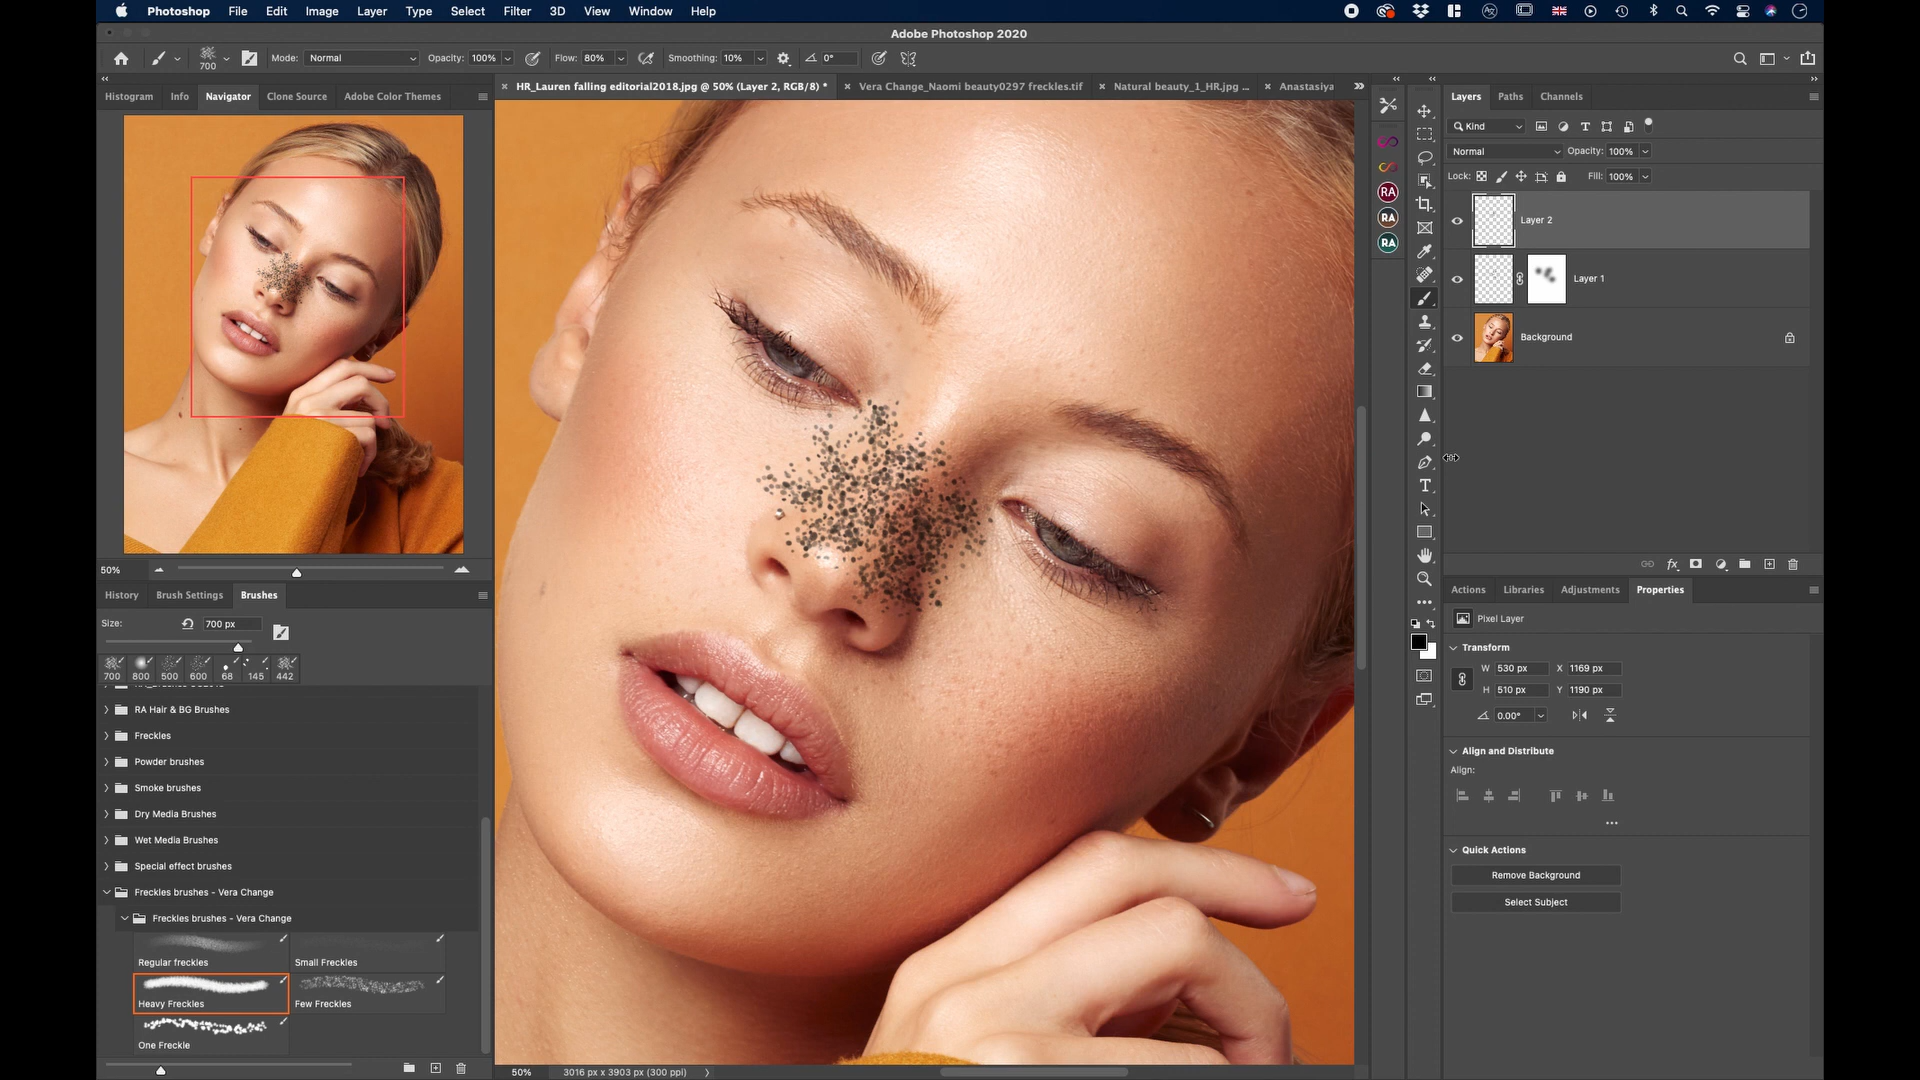 Photoshop File Edit Image Layer Type Select Filter 3D View Window Help
Adobe Photoshop 2020
700 Mode: Normal Opacity: 100% Flow: 80% Smoothing: 10% 0°
Histogram Info Navigator Clone Source Adobe Color Themes
HR_Lauren falling editorial2018.jpg @ 50% (Layer 2, RGB/8) * Vera Change_Naomi beauty0297 freckles.tif Natural beauty_1_HR.jpg ... Anastasiya
Layers Paths Channels
Kind
Normal Opacity: 100%
Lock: Fill: 100%
RA
RA
RA
Layer 2
Layer 1
Background
50%
History Brush Settings Brushes
Size: 700 px
700 800 500 600 68 145 442
RA Hair & BG Brushes
Freckles
Powder brushes
Smoke brushes
Dry Media Brushes
Wet Media Brushes
Special effect brushes
Freckles brushes - Vera Change
Freckles brushes - Vera Change
Regular freckles Small Freckles
Heavy Freckles Few Freckles
One Freckle
Actions Libraries Adjustments Properties
Pixel Layer
Transform
W 530 px X 1169 px
H 510 px Y 1190 px
0.00°
Align and Distribute
Align:
Quick Actions
Remove Background
Select Subject
50% 3016 px x 3903 px (300 ppi)